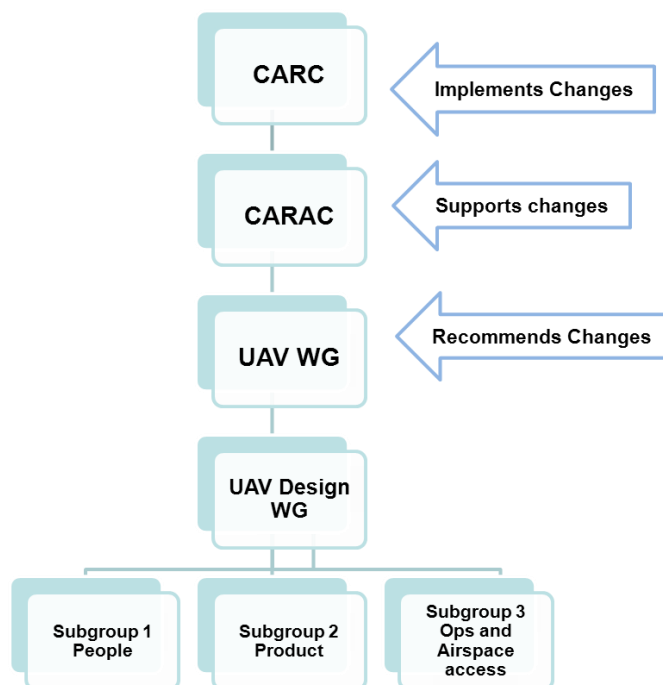 CARC
Implements Changes
CARAC
Supports changes
UAV WG
Recommends Changes
UAV Design
WG
Subgroup 1
People
Subgroup 2
Product
Subgroup 3
Ops and
Airspace
access